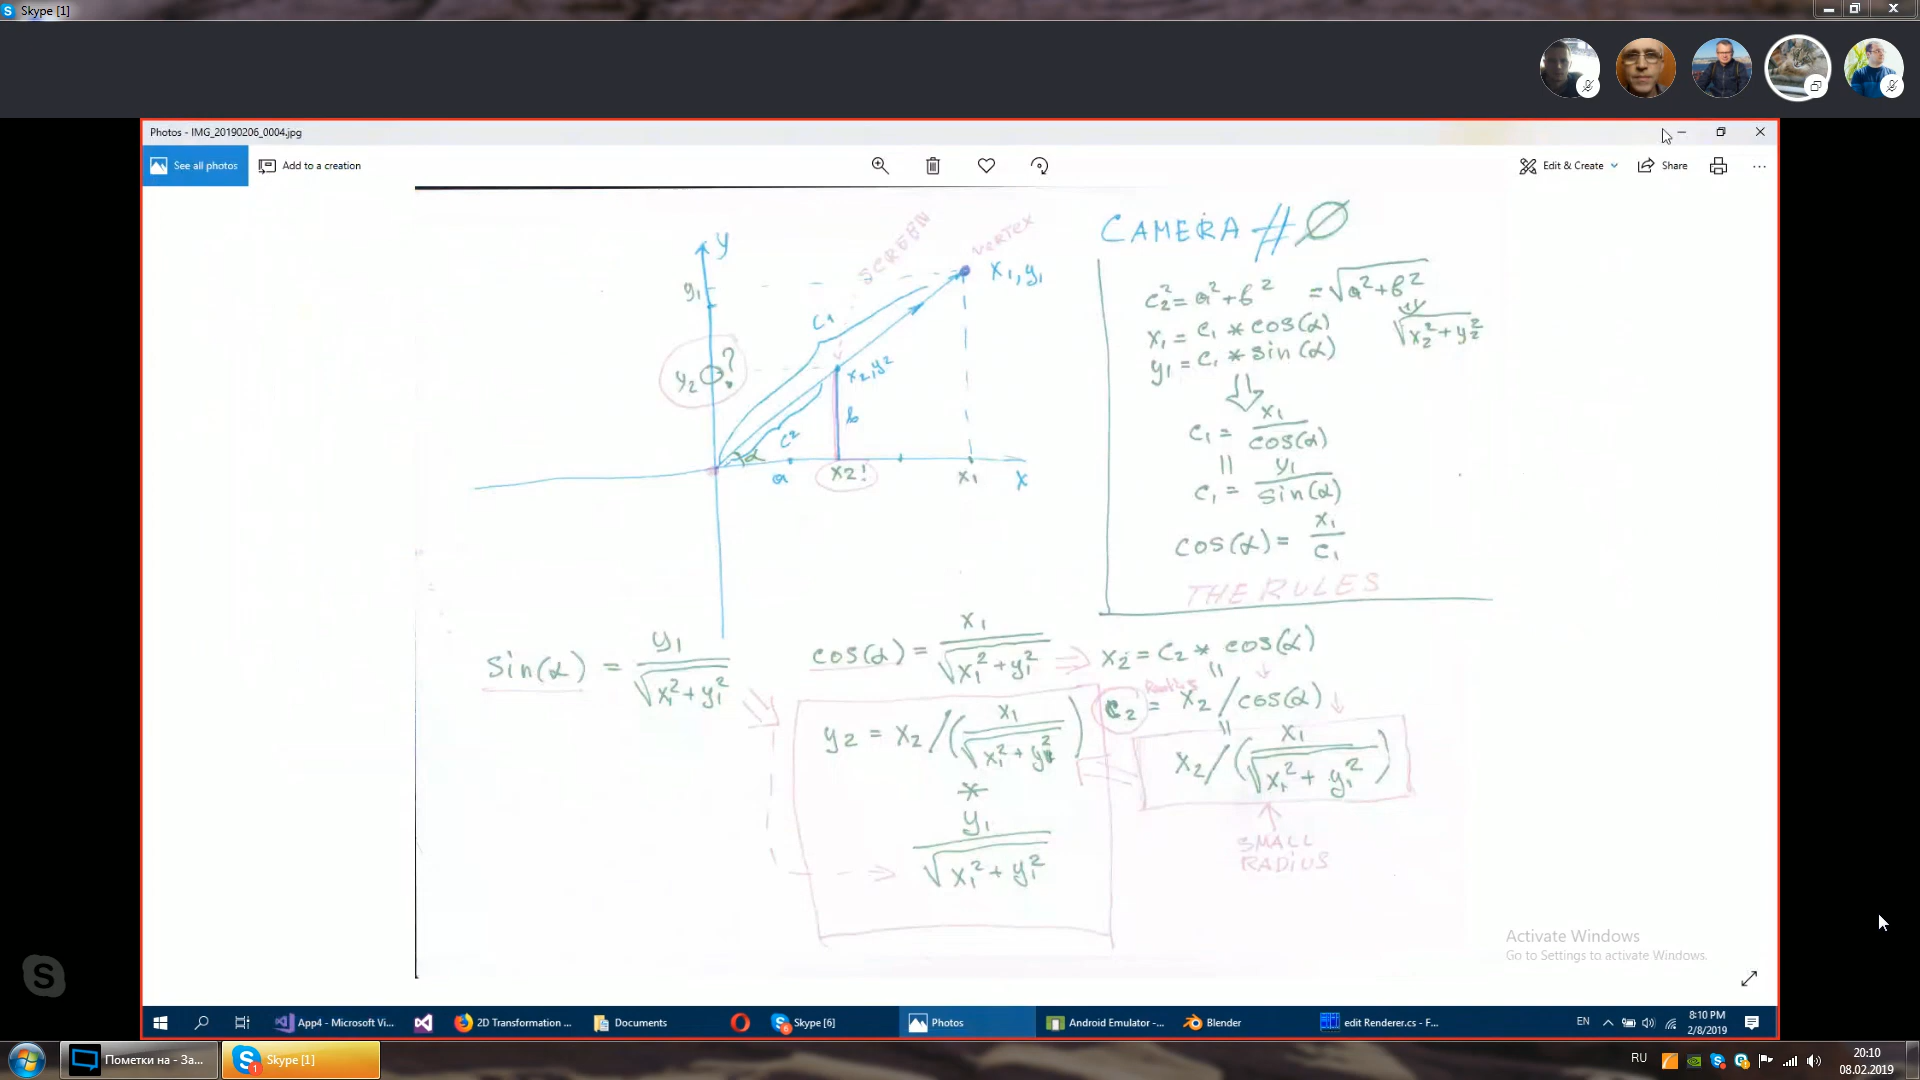 Skype [1]
Photos - IMG_20190206_0004.jpg
See all photos
Add to a creation
Edit & Create
Share
CAMERA # Ø
y
SCREEN
VERTEX
x₁, y₁
y₁
c₁
y₂ ?
x₂, y²
b
c²
α
a
x₂!
x₁
x
c₂² = a² + b² = √a² + b²
√x₂² + y₂²
x₁ = c₁ * cos(α)
y₁ = c₁ * sin(α)
c₁ = x₁ / cos(α)
||
c₁ = y₁ / sin(α)
cos(α) = x₁ / c₁
THE RULES
sin(α) = y₁ / √x₁² + y₁²
cos(α) = x₁ / √x₁² + y₁² ⇒ x₂ = c₂ * cos(α)
||
c₂ = x₂ / cos(α)
||
x₂ / (x₁ / √x₁² + y₁²)
SMALL
RADIUS
y₂ = x₂ / (x₁ / √x₁² + y₁²)
*
y₁ / √x₁² + y₁²
Activate Windows
Go to Settings to activate Windows.
App4 - Microsoft Vi...
2D Transformation ...
Documents
Skype [6]
Photos
Android Emulator -...
Blender
edit Renderer.cs - F...
EN
8:10 PM
2/8/2019
Пометки на - За...
Skype [1]
RU
20:10
08.02.2019